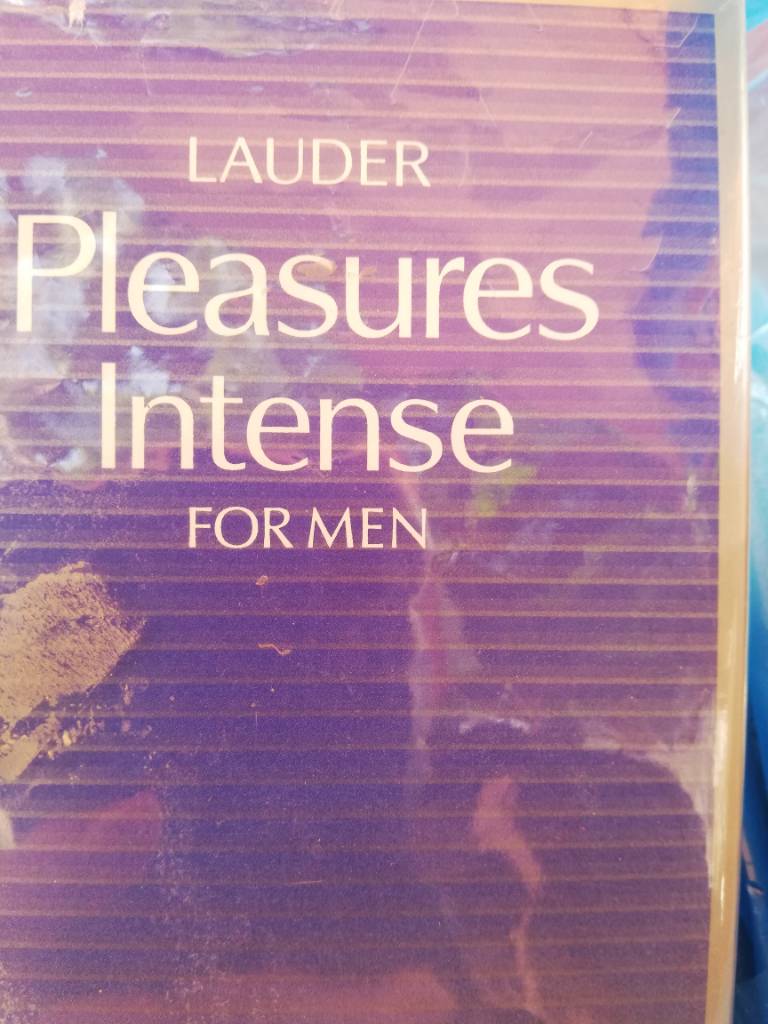 LAUDER
Pleasures
Intense
FOR MEN